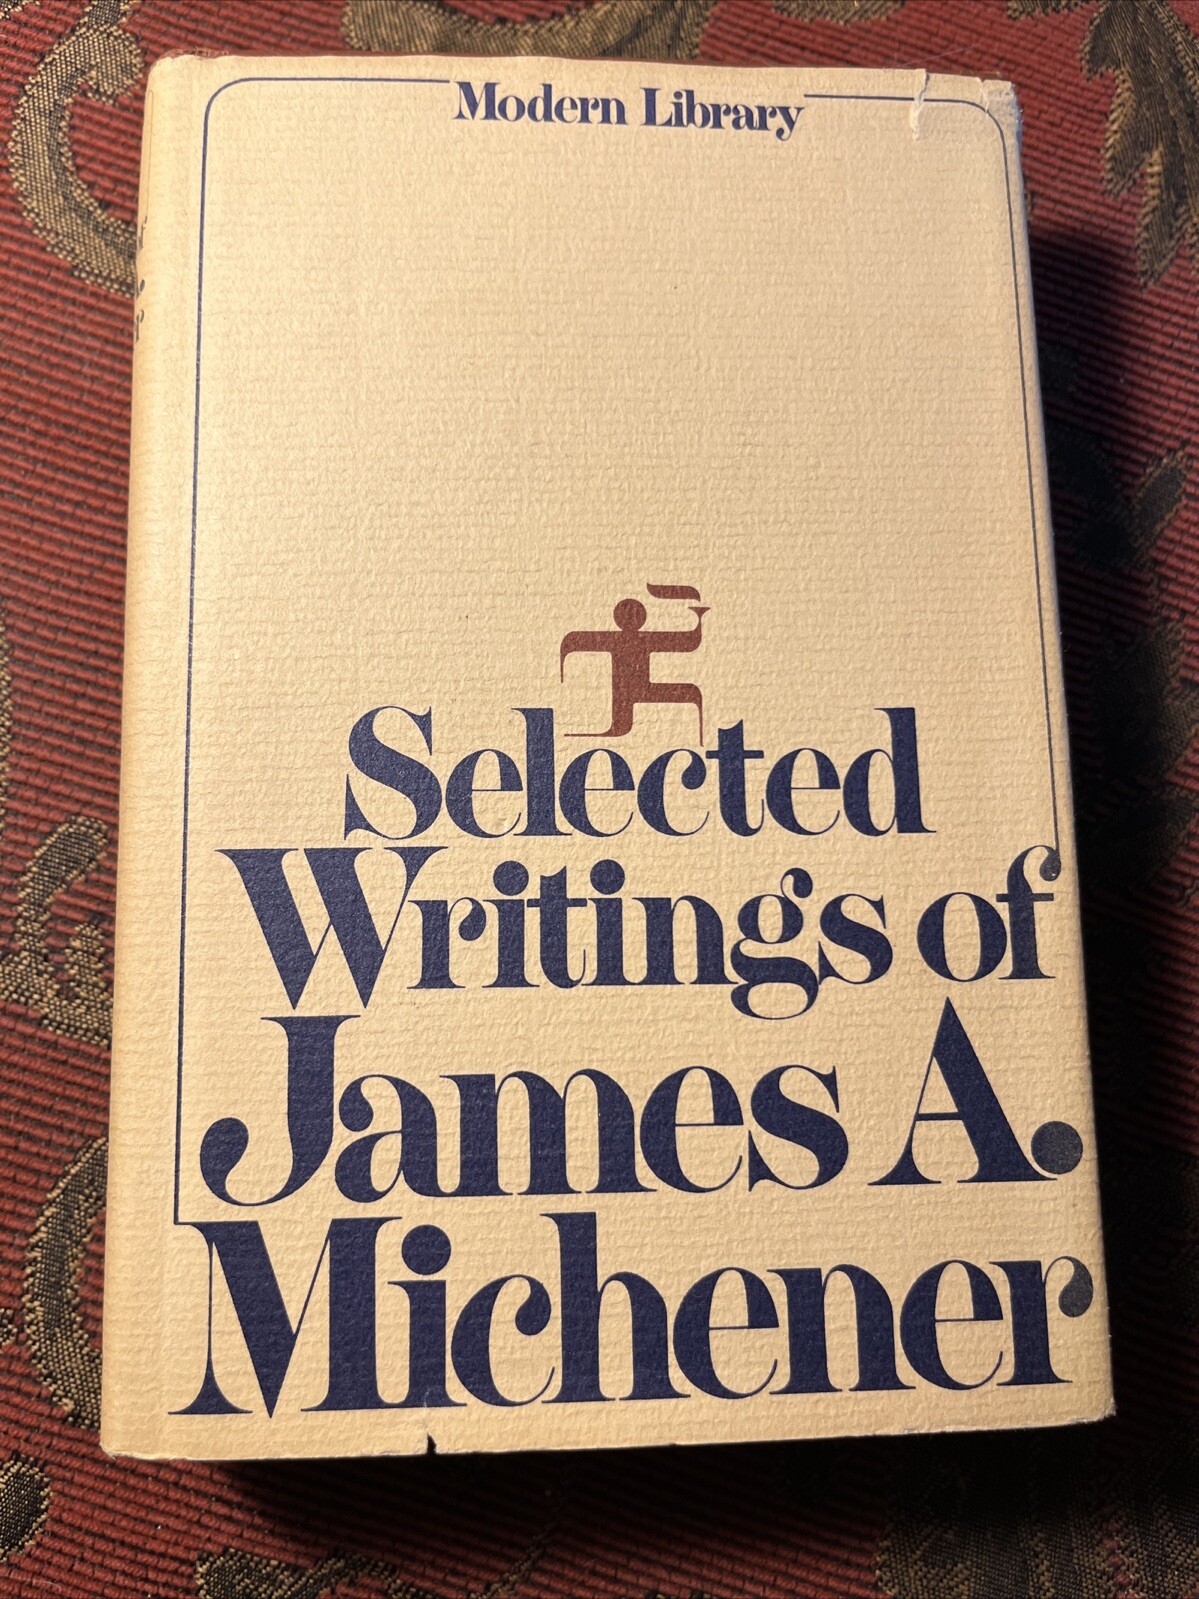 Modern Library
Selected
Writings of
James A.
Michener